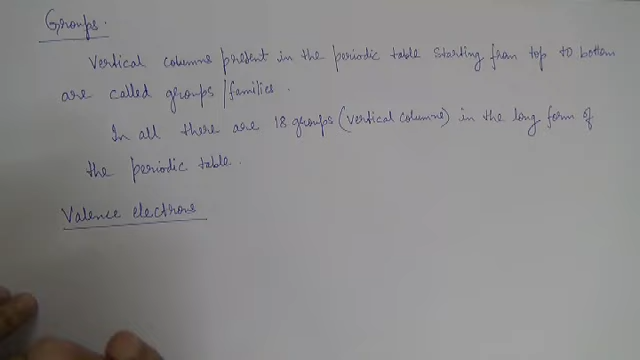 Groups.
Vertical columns present in the periodic table starting from top to bottom
are called groups/families.
In all there are 18 groups (vertical columns) in the long form of
the periodic table.
Valence electrons